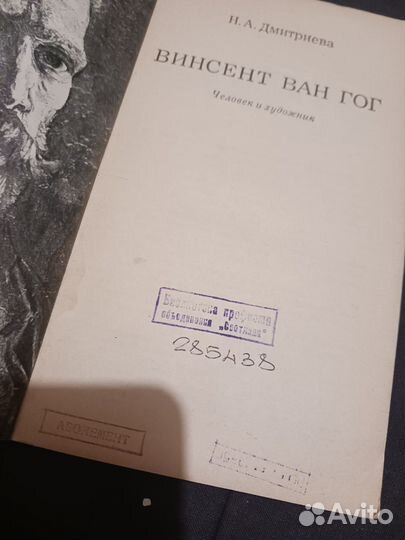 Н. А. Дмитриева
ВИНСЕНТ ВАН ГОГ
Человек и художник
Библиотека профкома
объединения „Светлана"
285438
АБОНЕМЕНТ
Avito